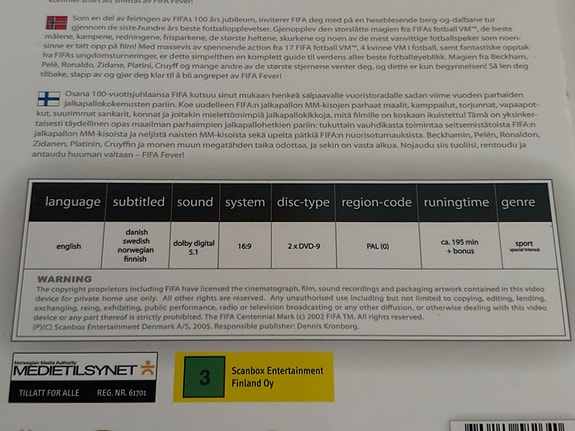 Som en del av feiringen av FIFAs 100 års jubileum, inviterer FIFA deg med på en heseblesende berg-og-dalbane tur
gjennom de siste hundre års beste fotballopplevelser. Gjenopplev den storslåtte magien fra FIFAs fotball VM™, de beste
målene, kampene, redningene, frisparkene, de største heltene, skurkene og noen av de mest vanvittige fotballspøker som noen-
sinne er tatt opp på film! Med massevis av spennende action fra 17 FIFA fotball VM™, 4 kvinne VM i fotball, samt fantastiske opptak
fra FIFAs ungdomsturneringer, er dette simpelthen en komplett guide til verdens aller beste fotballøyeblikk. Magien fra Beckham,
Pelé, Ronaldo, Zidane, Platini, Cruyff og mange andre av de største stjernene venter deg, og dette er kun begynnelsen! Så len deg
tilbake, slapp av og gjør deg klar til å bli angrepet av FIFA Fever!
Osana 100-vuotisjuhlaansa FIFA kutsuu sinut mukaan henkeä salpaavalle vuoristoradalle sadan viime vuoden parhaiden
jalkapallokokemusten pariin. Koe uudelleen FIFA:n jalkapallon MM-kisojen parhaat maalit, kamppailut, torjunnat, vapaapot-
kut, suurimmat sankarit, konnat ja joitakin mielettömimpiä jalkapallokikkoja, mitä filmille on koskaan ikuistettu! Tämä on yksinker-
taisesti täydellinen opas maailman parhaimpien jalkapallohetkien pariin: tukuttain vauhdikasta toimintaa seitsemästätoista FIFA:n
jalkapallon MM-kisoista ja neljistä naisten MM-kisoista sekä upeita pätkiä FIFA:n nuorisoturnauksista. Beckhamin, Pelén, Ronaldon,
Zidanen, Platinin, Cruyffin ja monen muun megatähden taika odottaa, ja sekin on vasta alkua. Nojaudu siis tuoliisi, rentoudu ja
antaudu huuman valtaan – FIFA Fever!
language subtitled sound system disc-type region-code runingtime genre
english danish swedish norwegian finnish dolby digital 5.1 16:9 2 x DVD-9 PAL (0) ca. 195 min + bonus sport special interest
WARNING
The copyright proprietors including FIFA have licensed the cinematograph, film, sound recordings and packaging artwork contained in this video
device for private home use only. All other rights are reserved. Any unauthorised use including but not limited to copying, editing, lending,
exchanging, reing, exhibiting, public performance, radio or television broadcasting or any other diffusion, or otherwise dealing with this video
device or any part thereof is strictly prohibited. The FIFA Centennial Mark (c) 2002 FIFA TM. All rights reserved.
(P)(C) Scanbox Entertainment Denmark A/S, 2005. Responsible publisher: Dennis Kronborg.
Norwegian Media Authority
MEDIETILSYNET
TILLATT FOR ALLE REG. NR. 61701
3
Scanbox Entertainment
Finland Oy